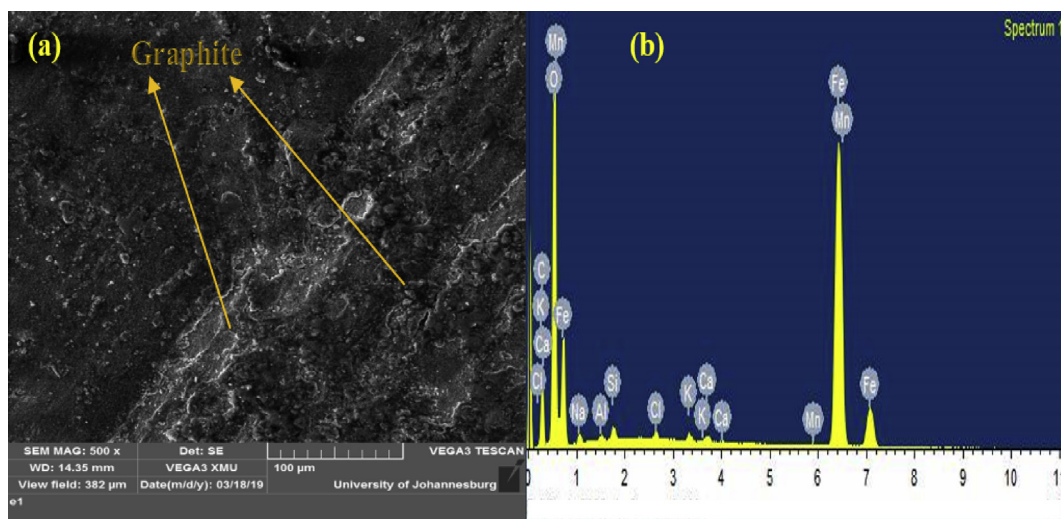 (a)
Graphite
SEM MAG: 500 x Det: SE VEGA3 TESCAN
WD: 14.35 mm VEGA3 XMU 100 µm
View field: 382 µm Date(m/d/y): 03/18/19 University of Johannesburg
e1
(b)
Spectrum 1
Mn
O
Fe
Mn
C
K
Ca
Cl
Fe
Na
Al
Si
Cl
K
Ca
K
Ca
Mn
Fe
0 1 2 3 4 5 6 7 8 9 10 11